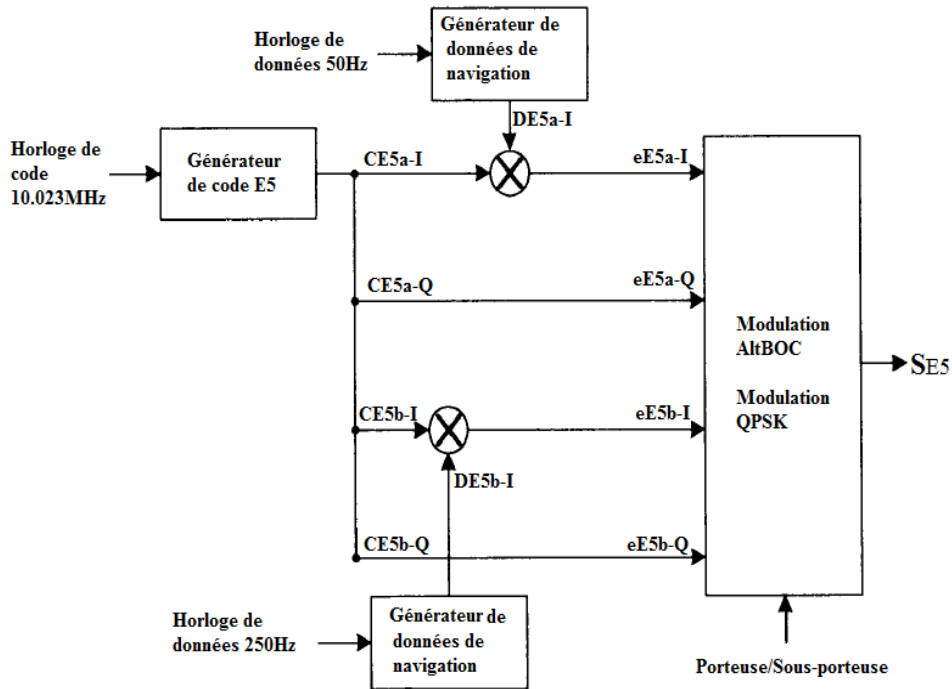 Horloge de
données 50Hz
Générateur de
données de
navigation
DE5a-I
Horloge de
code
10.023MHz
Générateur
de code E5
CE5a-I
eE5a-I
CE5a-Q
eE5a-Q
Modulation
AltBOC
Modulation
QPSK
SE5
CE5b-I
eE5b-I
DE5b-I
CE5b-Q
eE5b-Q
Horloge de
données 250Hz
Générateur de
données de
navigation
Porteuse/Sous-porteuse